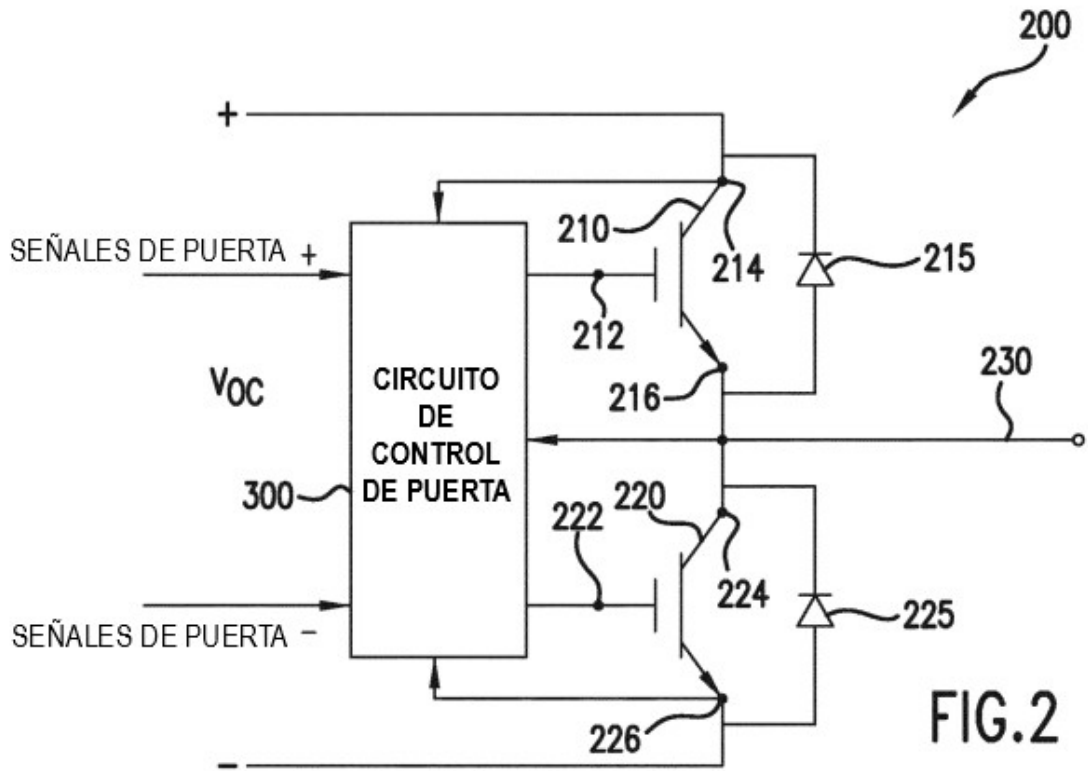 200
+
210
214
215
SEÑALES DE PUERTA +
212
216
230
VOC
CIRCUITO
DE
CONTROL
DE PUERTA
300
220
222
224
225
SEÑALES DE PUERTA -
226
FIG.2
-